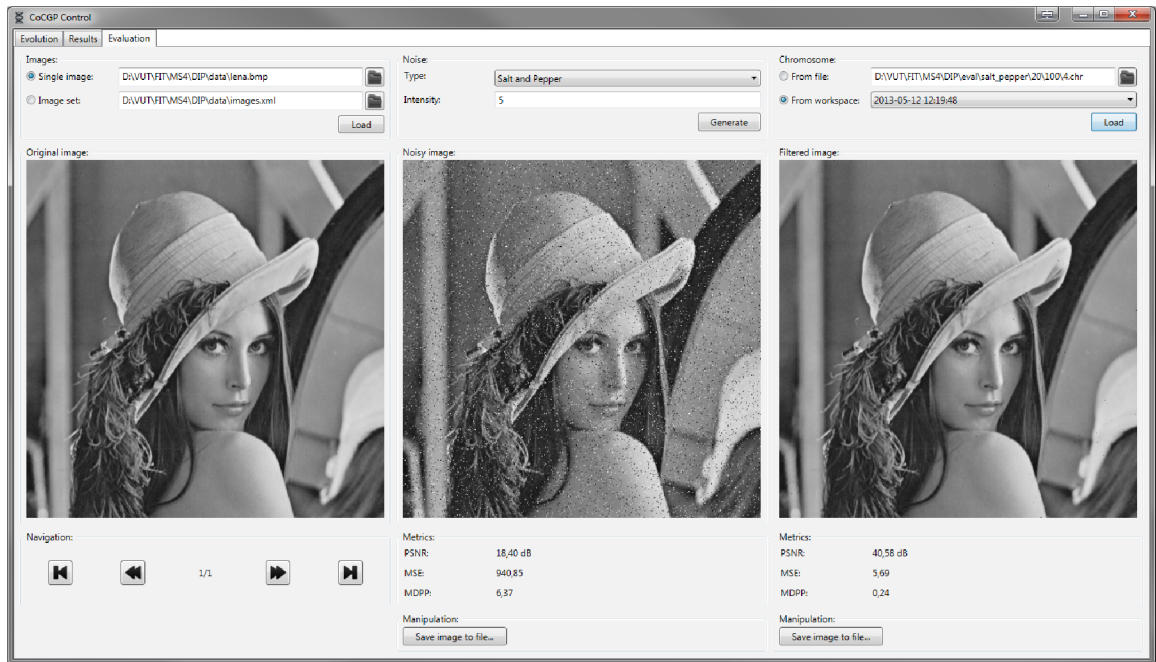 CoCGP Control
Evolution Results Evaluation
Images:
Single image: D:\VUT\FIT\MS4\DIP\data\lena.bmp
Image set: D:\VUT\FIT\MS4\DIP\data\images.xml
Load
Noise:
Type: Salt and Pepper
Intensity: 5
Generate
Chromosome:
From file: D:\VUT\FIT\MS4\DIP\eval\salt_pepper\20\100\4.chr
From workspace: 2013-05-12 12:19:48
Load
Original image:
Noisy image:
Filtered image:
Navigation:
1/1
Metrics:
PSNR: 18,40 dB
MSE: 940,85
MDPP: 6,37
Manipulation:
Save image to file...
Metrics:
PSNR: 40,58 dB
MSE: 5,69
MDPP: 0,24
Manipulation:
Save image to file...